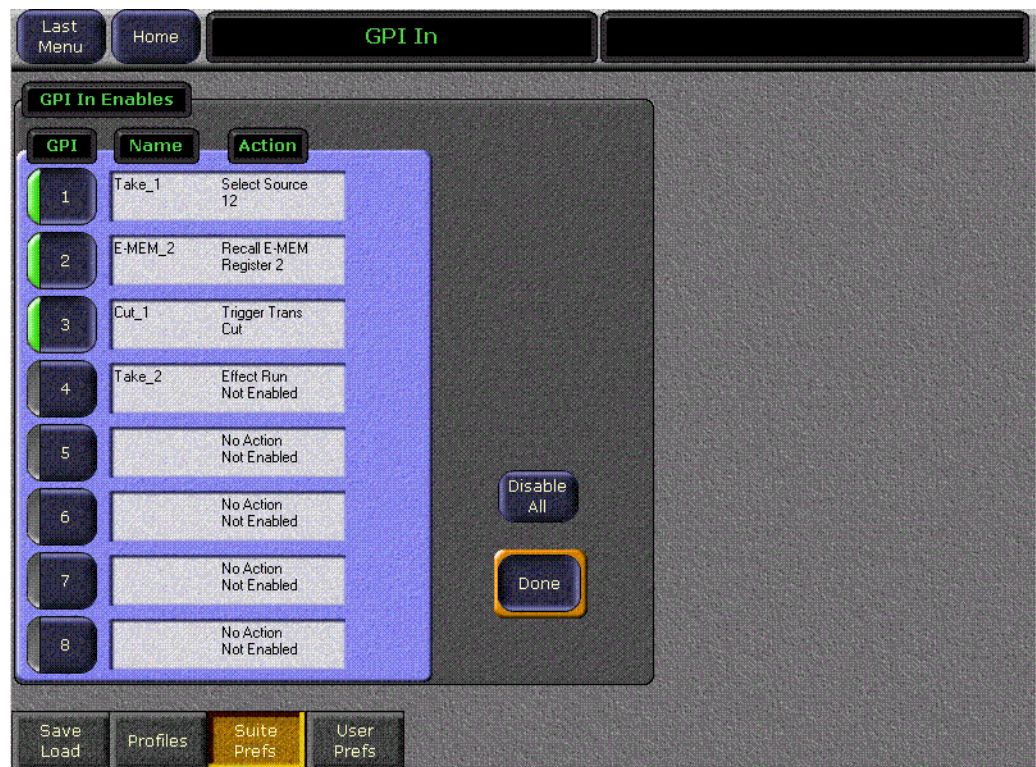 Last
Menu
Home
GPI In
GPI In Enables
GPI
Name
Action
1
Take_1
Select Source
12
2
E-MEM_2
Recall E-MEM
Register 2
3
Cut_1
Trigger Trans
Cut
4
Take_2
Effect Run
Not Enabled
5
No Action
Not Enabled
6
No Action
Not Enabled
7
No Action
Not Enabled
8
No Action
Not Enabled
Disable
All
Done
Save
Load
Profiles
Suite
Prefs
User
Prefs